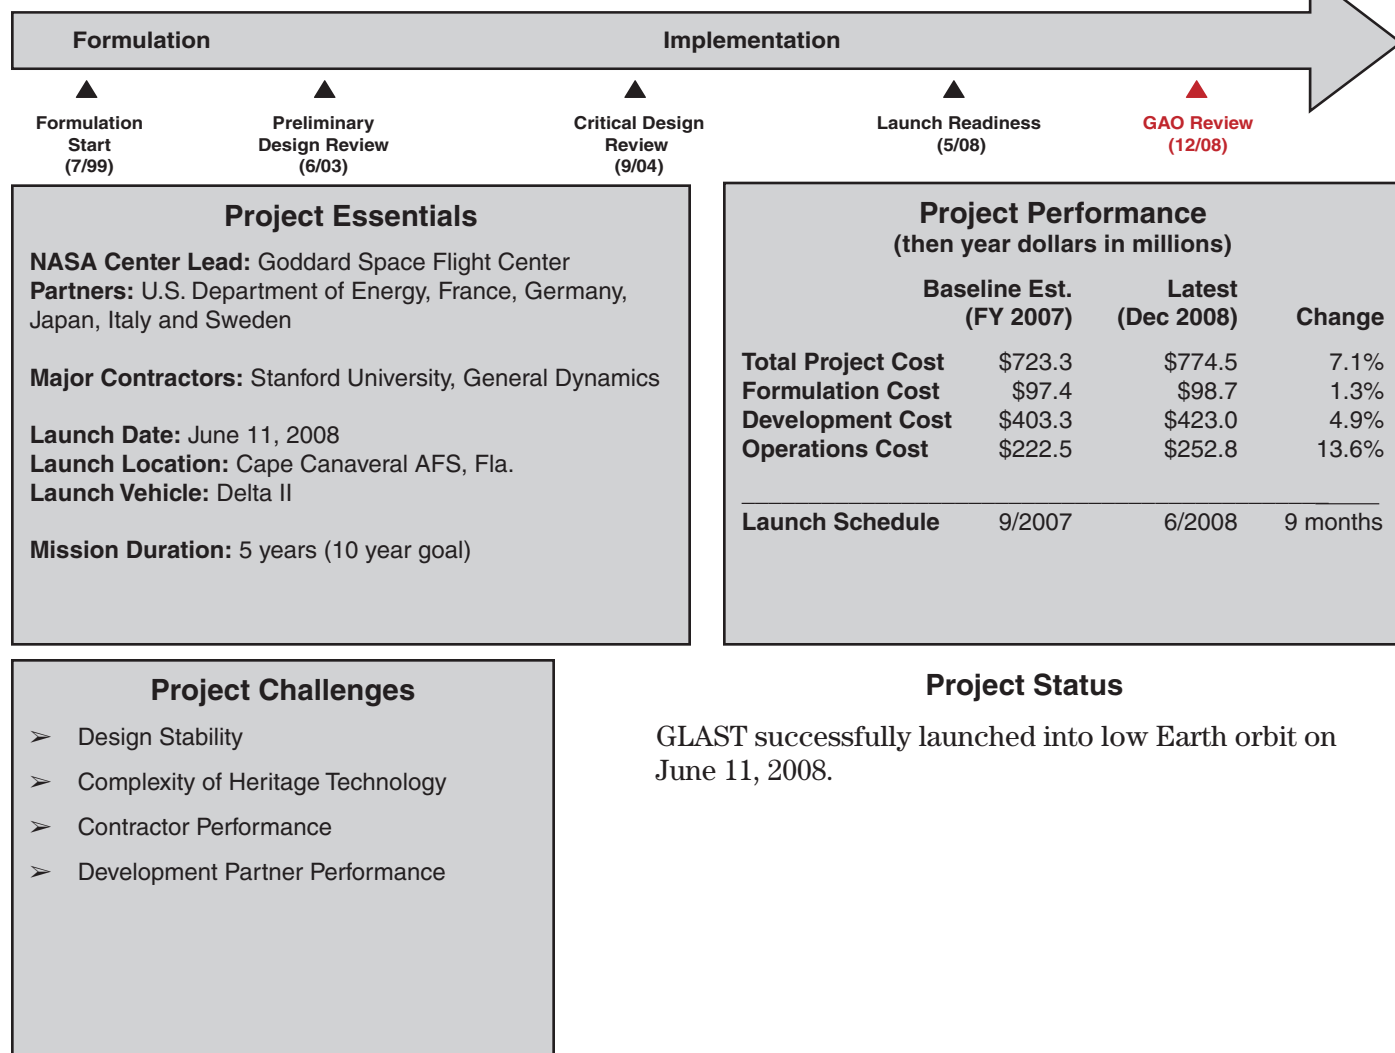 Formulation
Implementation
Formulation
Start
(7/99)
Preliminary
Design Review
(6/03)
Critical Design
Review
(9/04)
Launch Readiness
(5/08)
GAO Review
(12/08)
Project Essentials
NASA Center Lead: Goddard Space Flight Center
Partners: U.S. Department of Energy, France, Germany,
Japan, Italy and Sweden
Major Contractors: Stanford University, General Dynamics
Launch Date: June 11, 2008
Launch Location: Cape Canaveral AFS, Fla.
Launch Vehicle: Delta II
Mission Duration: 5 years (10 year goal)
Project Performance
(then year dollars in millions)
Baseline Est. Latest
(FY 2007) (Dec 2008) Change
Total Project Cost $723.3 $774.5 7.1%
Formulation Cost $97.4 $98.7 1.3%
Development Cost $403.3 $423.0 4.9%
Operations Cost $222.5 $252.8 13.6%
Launch Schedule 9/2007 6/2008 9 months
Project Challenges
➢ Design Stability
➢ Complexity of Heritage Technology
➢ Contractor Performance
➢ Development Partner Performance
Project Status
GLAST successfully launched into low Earth orbit on
June 11, 2008.